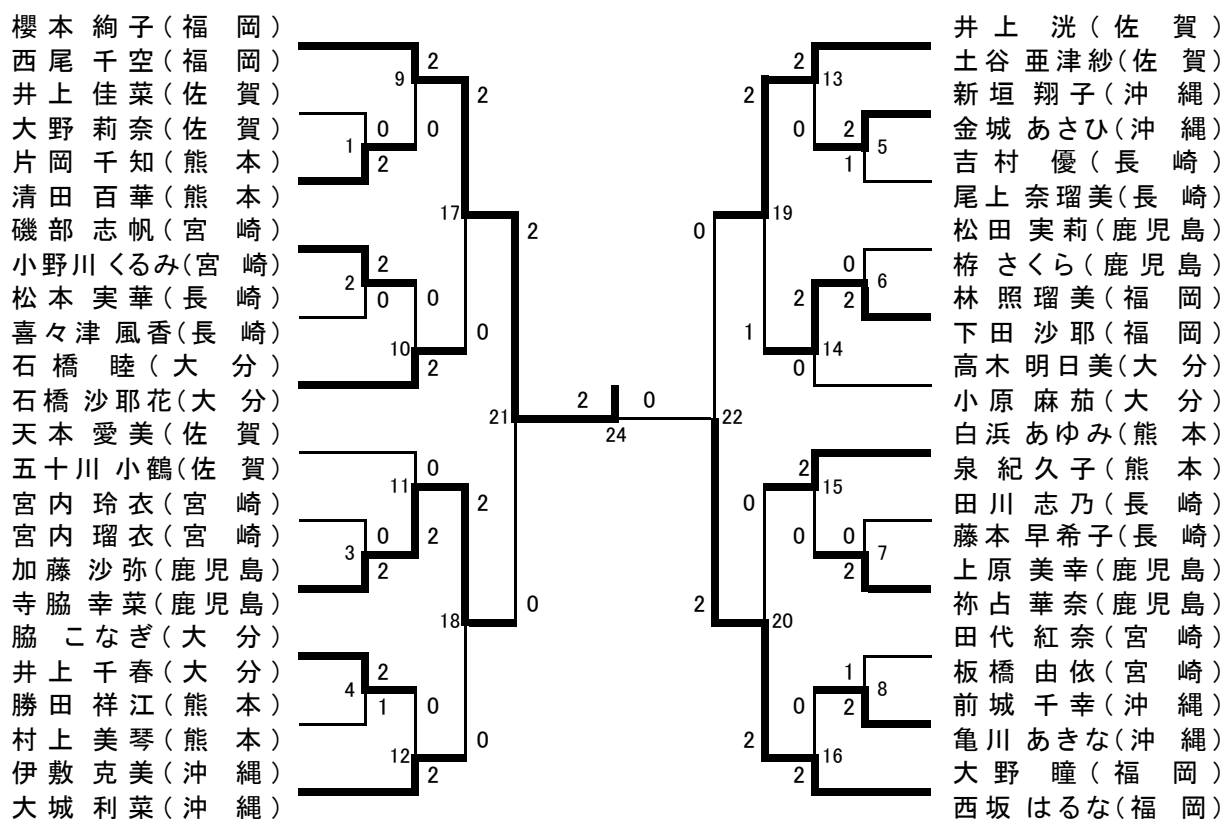 櫻本 絢子(福 岡)
西尾 千空(福 岡)
井上 佳菜(佐 賀)
大野 莉奈(佐 賀)
片岡 千知(熊 本)
清田 百華(熊 本)
磯部 志帆(宮 崎)
小野川 くるみ(宮 崎)
松本 実華(長 崎)
喜々津 風香(長 崎)
石橋 睦(大 分)
石橋 沙耶花(大 分)
天本 愛美(佐 賀)
五十川 小鶴(佐 賀)
宮内 玲衣(宮 崎)
宮内 瑠衣(宮 崎)
加藤 沙弥(鹿児島)
寺脇 幸菜(鹿児島)
脇 こなぎ(大 分)
井上 千春(大 分)
勝田 祥江(熊 本)
村上 美琴(熊 本)
伊敷 克美(沖 縄)
大城 利菜(沖 縄)
2
9
2
0
0
1
2
17
2
2
2
0
0
0
10
2
21
0
11
2
0
2
3
2
0
18
2
4
1
0
0
12
2
2
0
24
2
13
2
0
2
5
1
19
0
0
6
2
2
1
14
0
22
2
15
0
0
0
7
2
2
20
1
8
0
2
2
16
2
井上 洸(佐 賀)
土谷 亜津紗(佐 賀)
新垣 翔子(沖 縄)
金城 あさひ(沖 縄)
吉村 優(長 崎)
尾上 奈瑠美(長 崎)
松田 実莉(鹿児島)
栫 さくら(鹿児島)
林 照瑠美(福 岡)
下田 沙耶(福 岡)
高木 明日美(大 分)
小原 麻茄(大 分)
白浜 あゆみ(熊 本)
泉 紀久子(熊 本)
田川 志乃(長 崎)
藤本 早希子(長 崎)
上原 美幸(鹿児島)
祢占 華奈(鹿児島)
田代 紅奈(宮 崎)
板橋 由依(宮 崎)
前城 千幸(沖 縄)
亀川 あきな(沖 縄)
大野 瞳(福 岡)
西坂 はるな(福 岡)